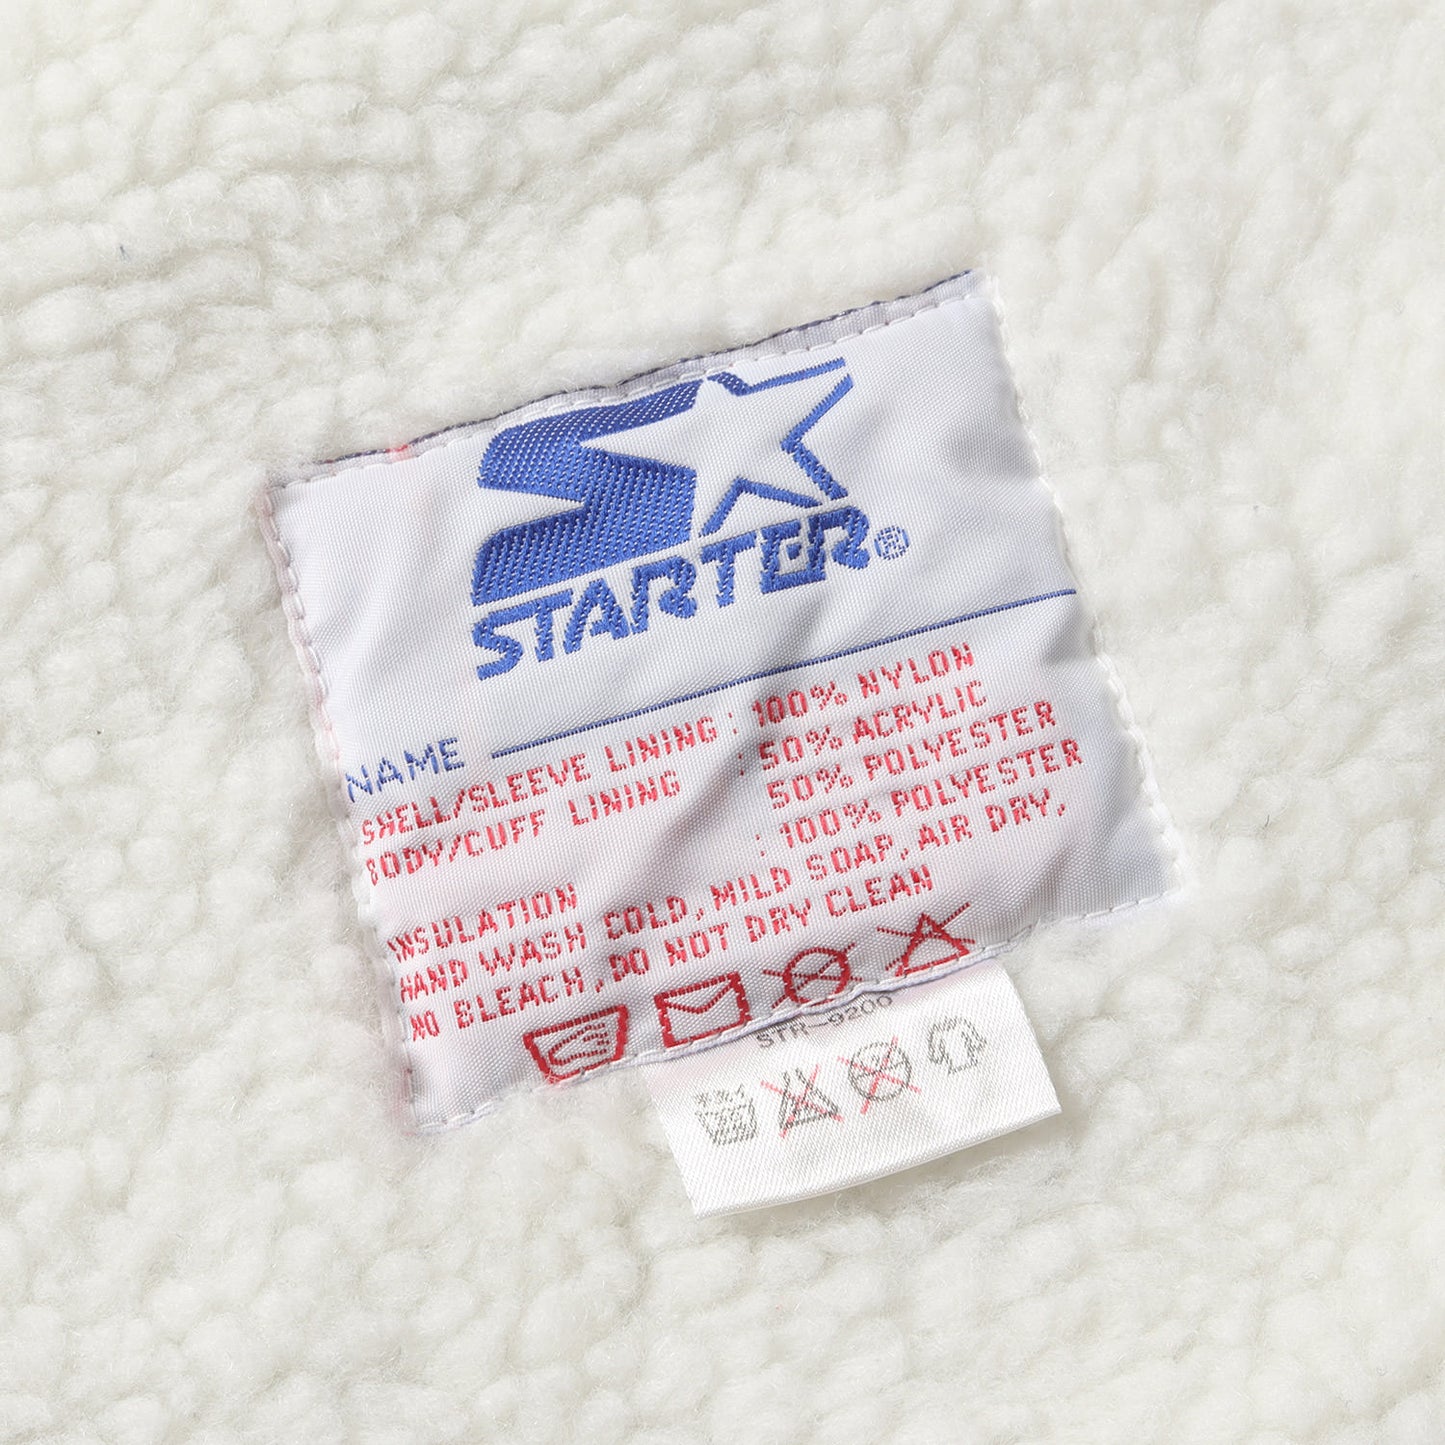 STARTER®
NAME
SHELL/SLEEVE LINING : 100% NYLON
BODY/CUFF LINING : 50% ACRYLIC
50% POLYESTER
INSULATION : 100% POLYESTER
HAND WASH COLD, MILD SOAP, AIR DRY,
NO BLEACH, DO NOT DRY CLEAN
STR-9200